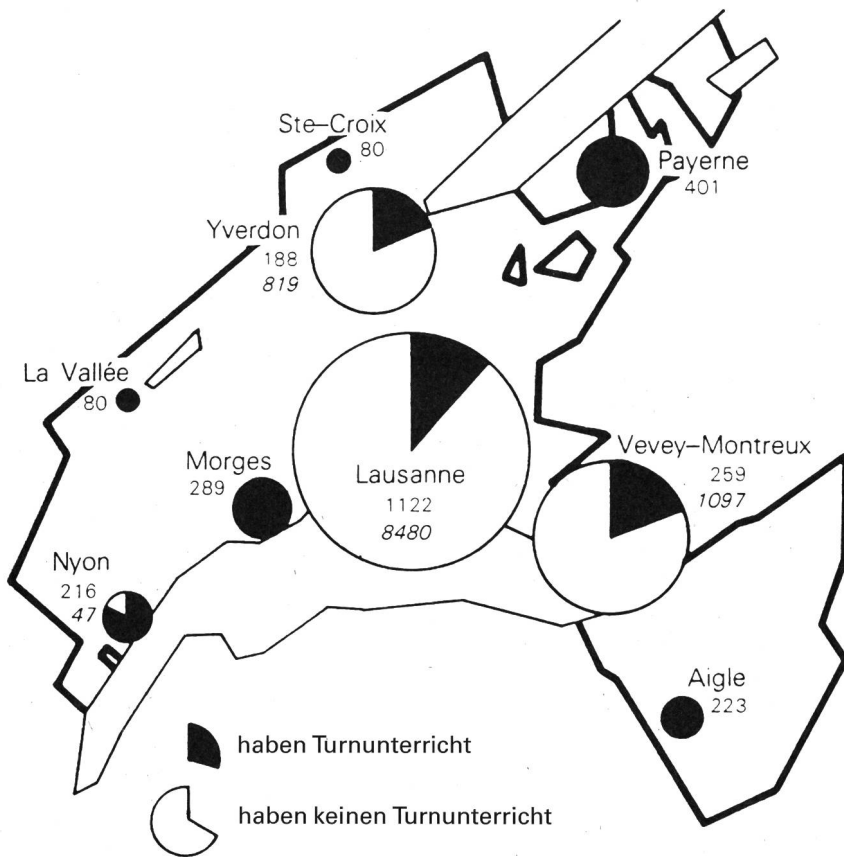 Ste-Croix
80
Payerne
401
Yverdon
188
819
La Vallée
80
Morges
289
Lausanne
1122
8480
Vevey-Montreux
259
1097
Nyon
216
47
Aigle
223
haben Turnunterricht
haben keinen Turnunterricht